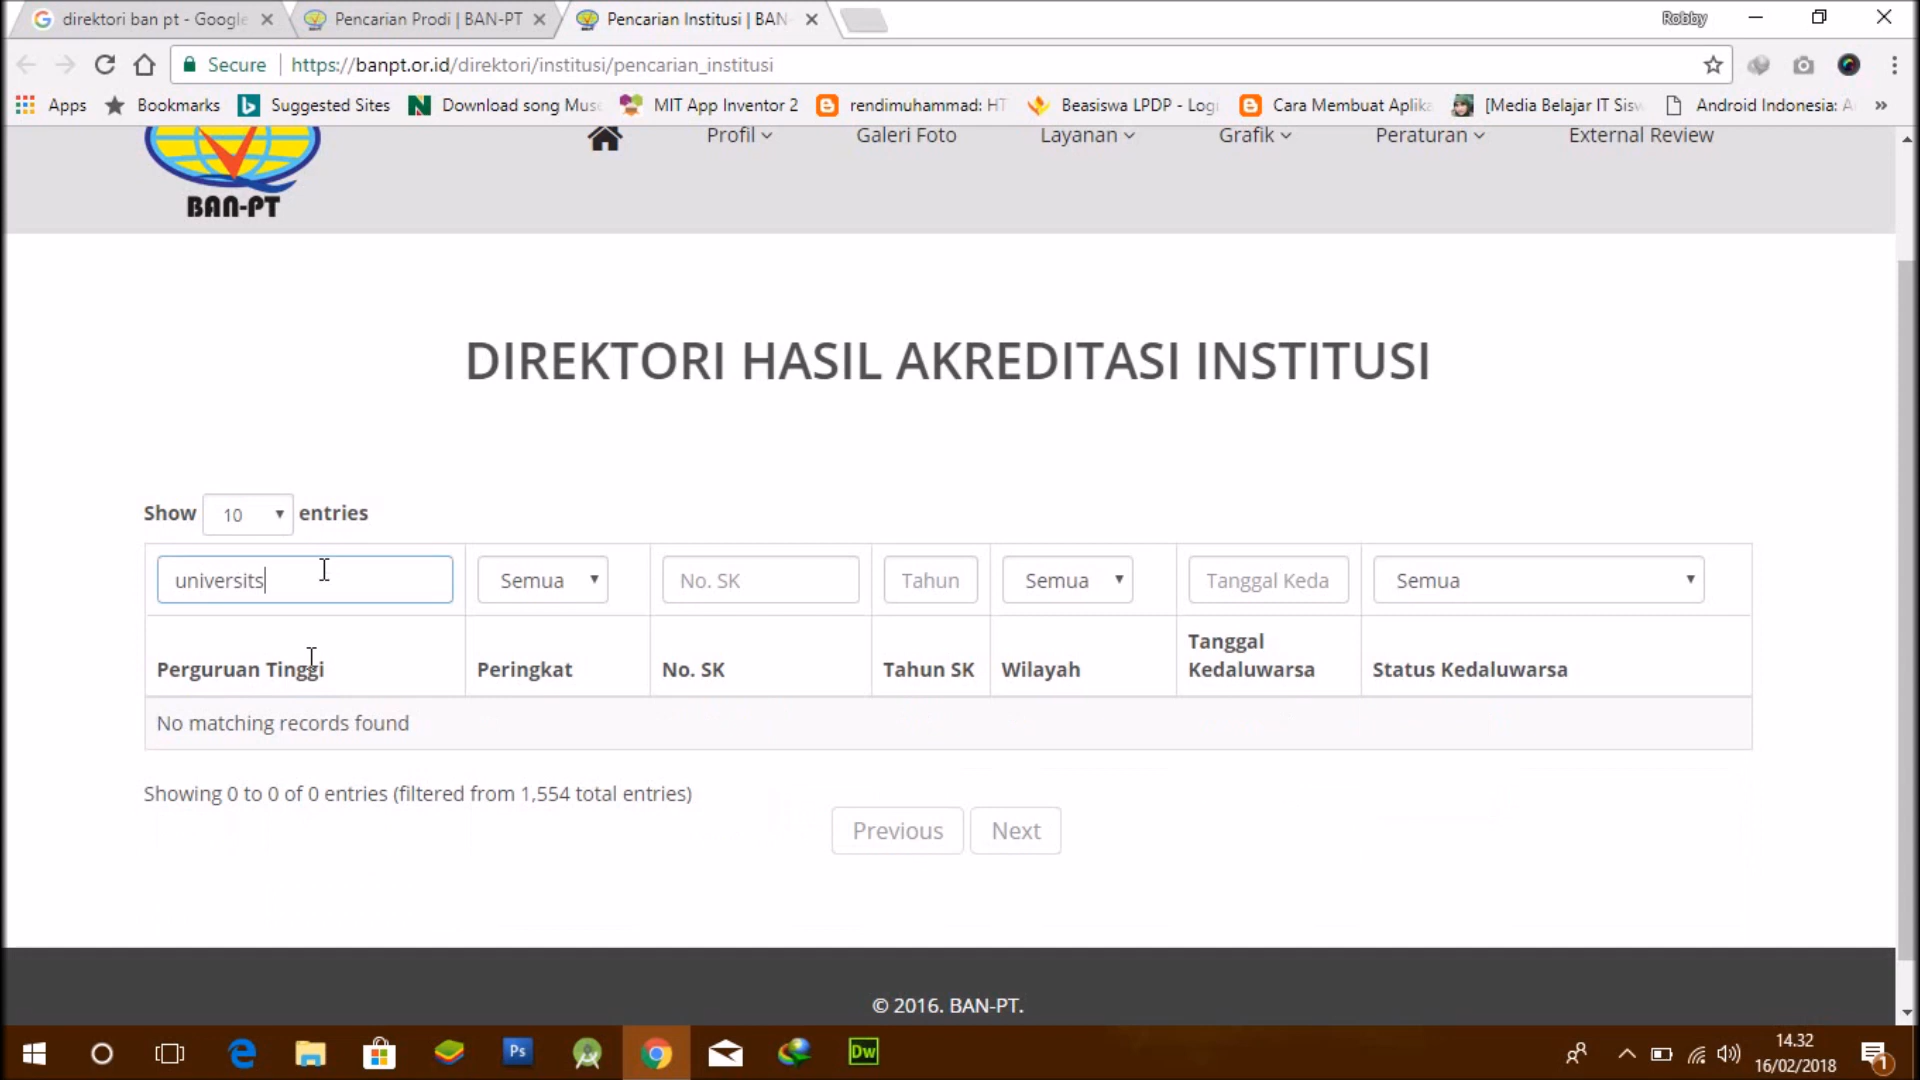 direktori ban pt - Google
Pencarian Prodi | BAN-PT
Pencarian Institusi | BAN-
Robby
Secure
https://banpt.or.id/direktori/institusi/pencarian_institusi
Apps
Bookmarks
Suggested Sites
Download song Muse
MIT App Inventor 2
rendimuhammad: HT
Beasiswa LPDP - Logi
Cara Membuat Aplika
[Media Belajar IT Sisw
Android Indonesia: A
»
BAN-PT
Profil
Galeri Foto
Layanan
Grafik
Peraturan
External Review
DIREKTORI HASIL AKREDITASI INSTITUSI
Show 10 entries
universits
Semua
No. SK
Tahun
Semua
Tanggal Keda
Semua
Perguruan Tinggi
Peringkat
No. SK
Tahun SK
Wilayah
Tanggal
Kedaluwarsa
Status Kedaluwarsa
No matching records found
Showing 0 to 0 of 0 entries (filtered from 1,554 total entries)
Previous
Next
© 2016. BAN-PT.
Ps
Dw
14.32
16/02/2018
1